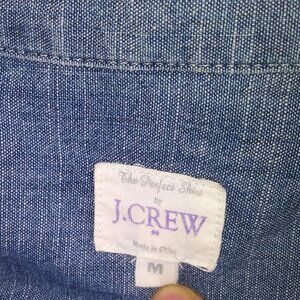 The Perfect Shirt
by
J.CREW
Made in China
M